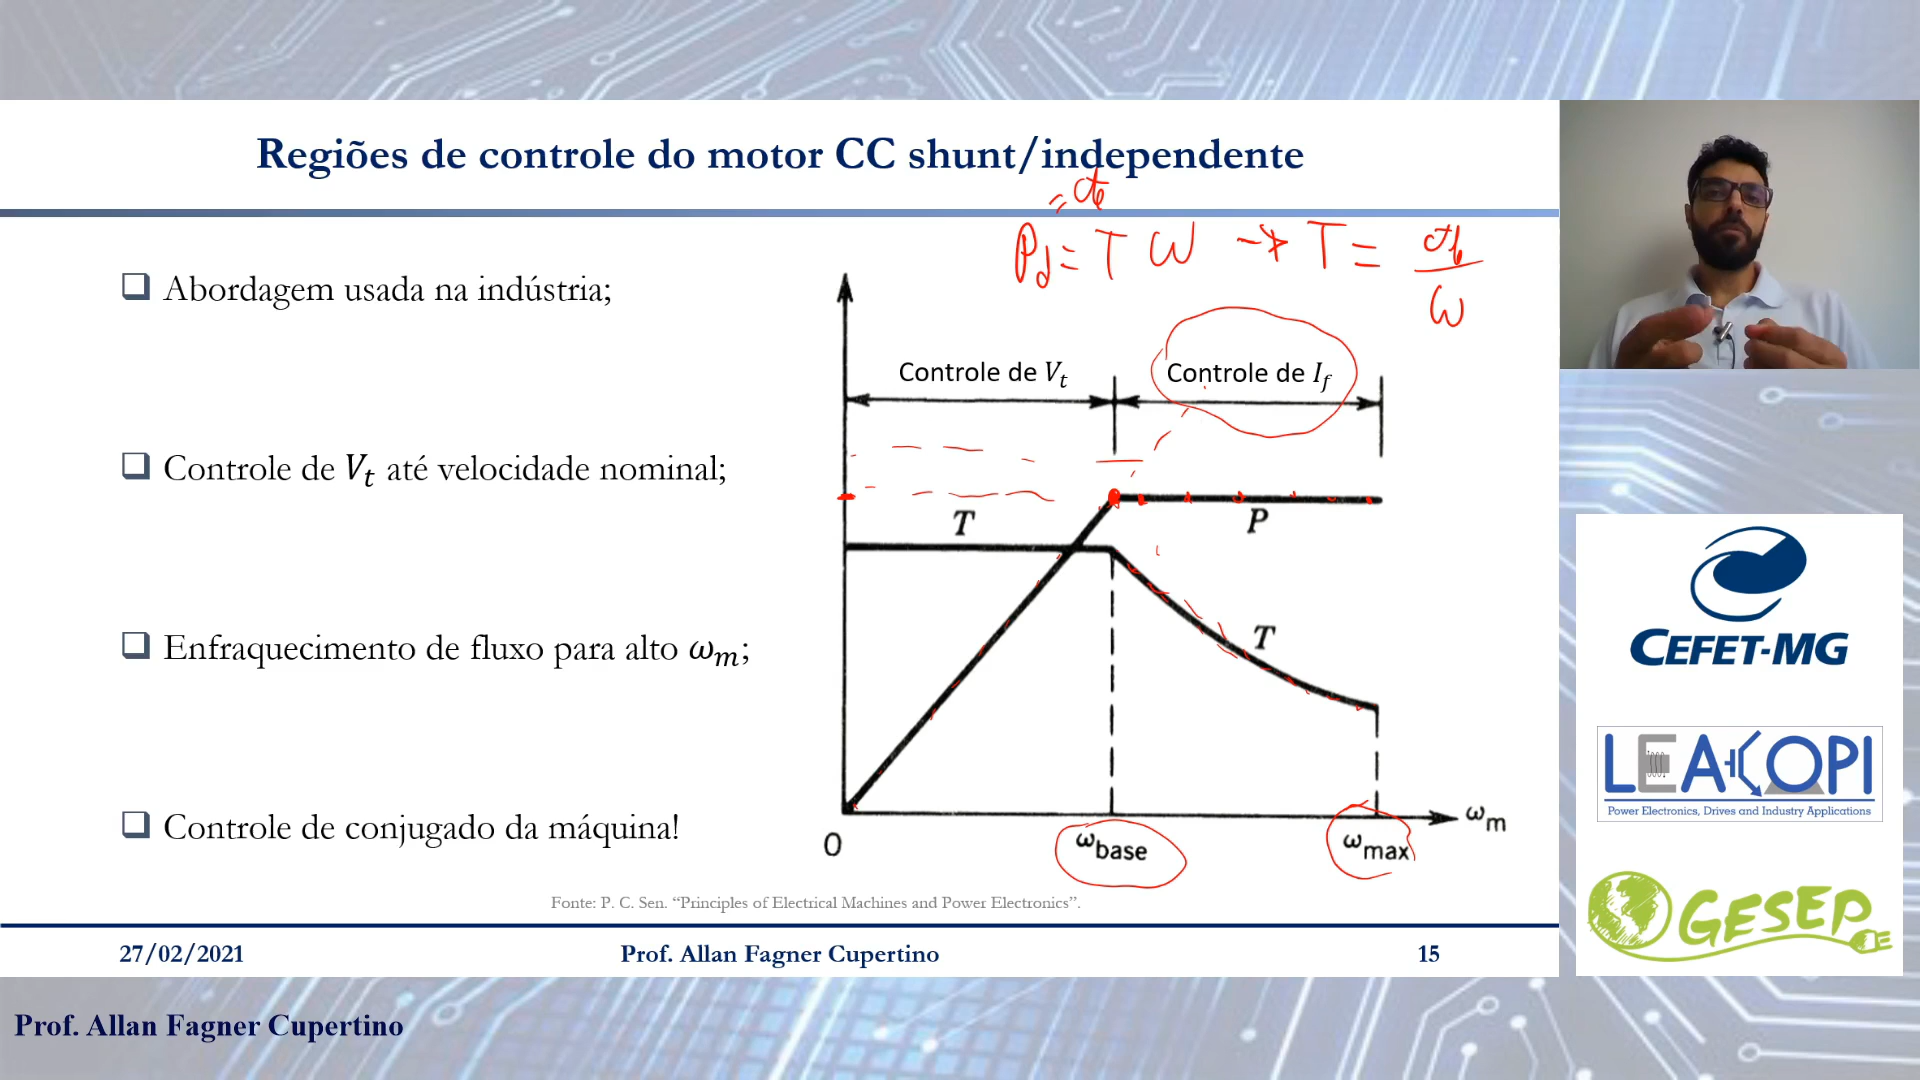 Regiões de controle do motor CC shunt/independente
= cte
Pd = T ω → T = cte / ω
Abordagem usada na indústria;
Controle de Vt até velocidade nominal;
Enfraquecimento de fluxo para alto ωm;
Controle de conjugado da máquina!
Controle de Vt
Controle de If
T
P
T
0
ωbase
ωmax
ωm
Fonte: P. C. Sen. “Principles of Electrical Machines and Power Electronics”.
27/02/2021
Prof. Allan Fagner Cupertino
15
CEFET-MG
LEACOPI
Power Electronics, Drives and Industry Applications
GESEP
Prof. Allan Fagner Cupertino